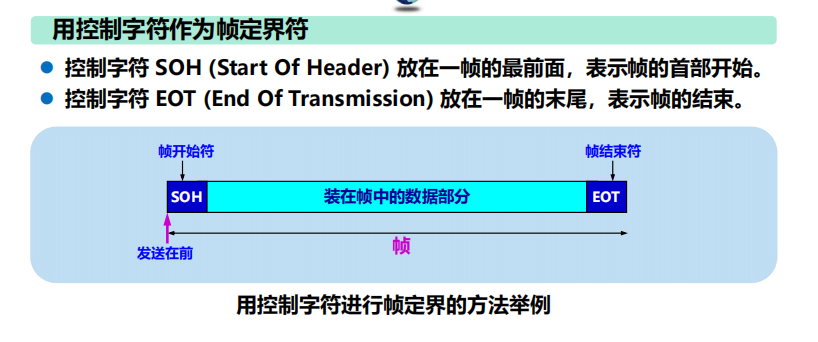 用控制字符作为帧定界符
控制字符 SOH (Start Of Header) 放在一帧的最前面，表示帧的首部开始。
控制字符 EOT (End Of Transmission) 放在一帧的末尾，表示帧的结束。
帧开始符
帧结束符
SOH
装在帧中的数据部分
EOT
发送在前
帧
用控制字符进行帧定界的方法举例